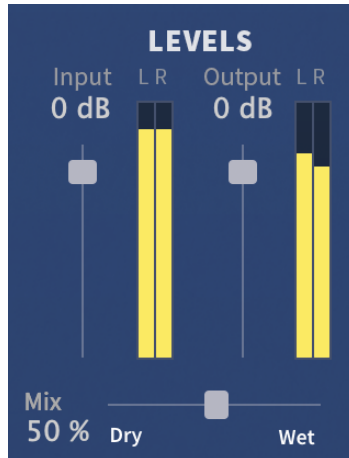 LEVELS
Input L R Output L R
0 dB 0 dB
Mix
50 % Dry Wet